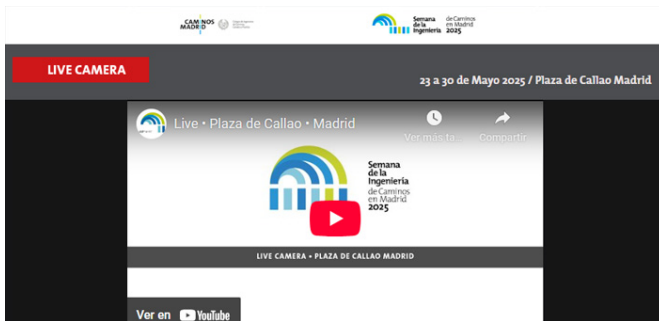 CAMINOS
MADRID
Semana
de la
Ingeniería
de Caminos
en Madrid
2025
LIVE CAMERA
23 a 30 de Mayo 2025 / Plaza de Callao Madrid
Live • Plaza de Callao • Madrid
Ver más ta...
Compartir
Semana
de la
Ingeniería
de Caminos
en Madrid
2025
LIVE CAMERA • PLAZA DE CALLAO MADRID
Ver en YouTube